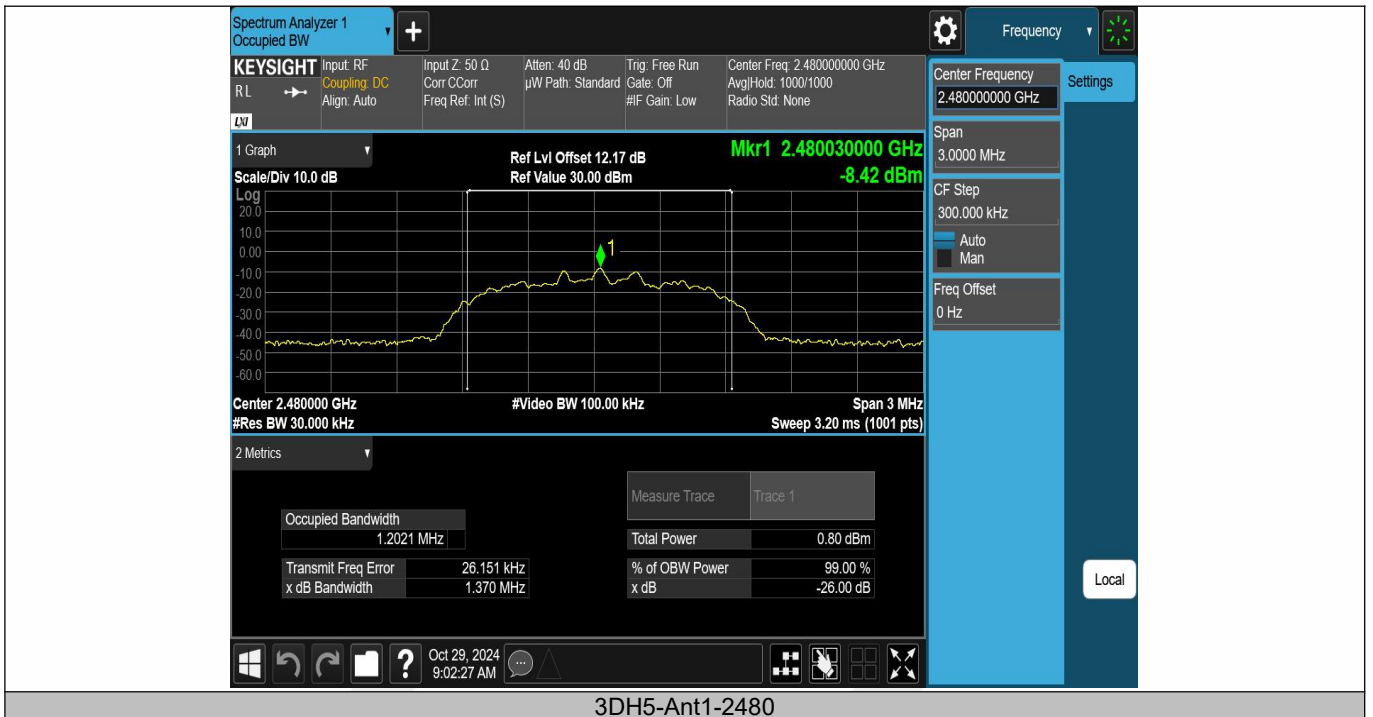 Spectrum Analyzer 1
Occupied BW
Frequency
KEYSIGHT
RL
LXI
Input: RF
Coupling: DC
Align: Auto
Input Z: 50 Ω
Corr CCorr
Freq Ref: Int (S)
Atten: 40 dB
µW Path: Standard
Trig: Free Run
Gate: Off
#IF Gain: Low
Center Freq: 2.480000000 GHz
Avg|Hold: 1000/1000
Radio Std: None
Center Frequency
2.480000000 GHz
Settings
Span
3.0000 MHz
CF Step
300.000 kHz
Auto
Man
Freq Offset
0 Hz
Local
1 Graph
Scale/Div 10.0 dB
Ref Lvl Offset 12.17 dB
Ref Value 30.00 dBm
Mkr1 2.480030000 GHz
-8.42 dBm
Log
20.0
10.0
0.00
-10.0
-20.0
-30.0
-40.0
-50.0
-60.0
1
Center 2.480000 GHz
#Res BW 30.000 kHz
#Video BW 100.00 kHz
Span 3 MHz
Sweep 3.20 ms (1001 pts)
2 Metrics
Measure Trace Trace 1
Occupied Bandwidth
1.2021 MHz
Total Power 0.80 dBm
Transmit Freq Error 26.151 kHz
% of OBW Power 99.00 %
x dB Bandwidth 1.370 MHz
x dB -26.00 dB
?
Oct 29, 2024
9:02:27 AM
3DH5-Ant1-2480